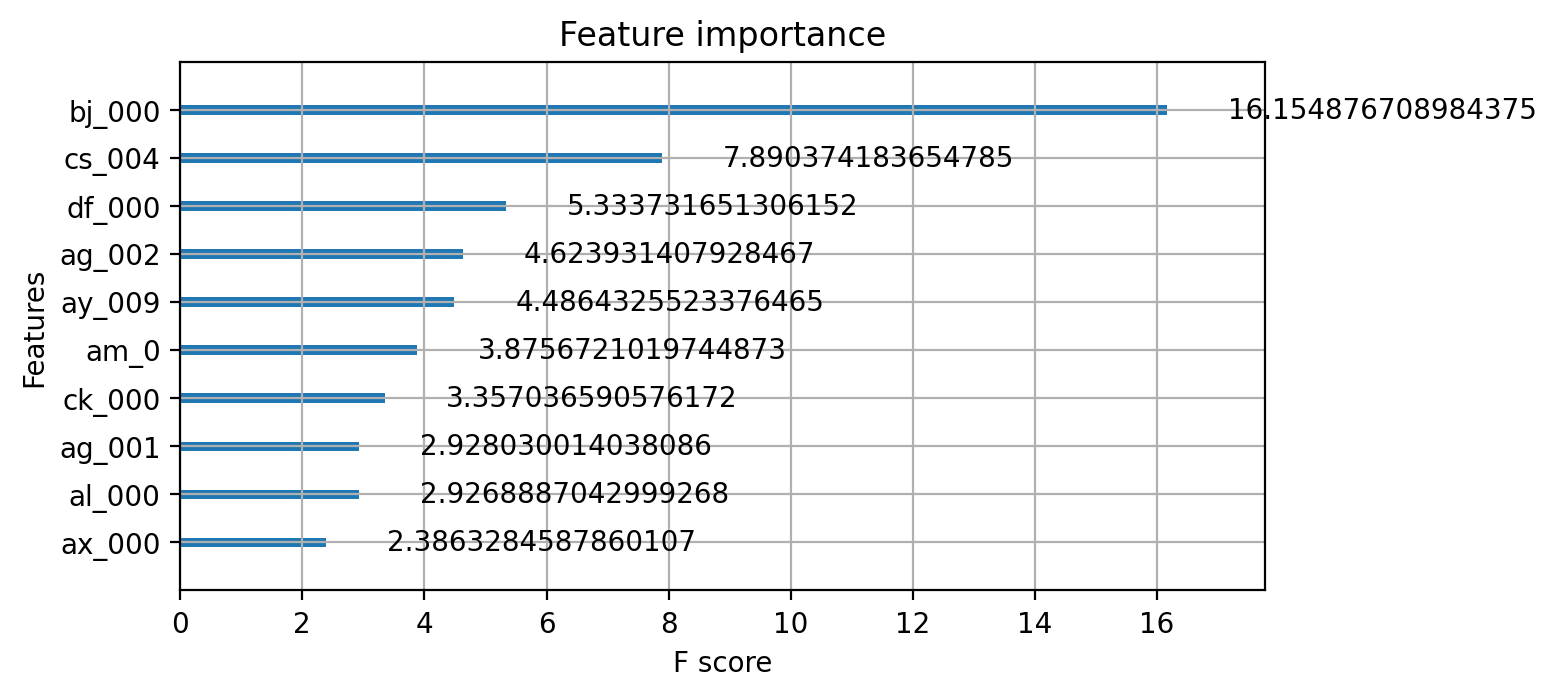 Feature importance
bj_000 16.154876708984375
cs_004 7.890374183654785
df_000 5.333731651306152
ag_002 4.623931407928467
ay_009 4.4864325523376465
am_0 3.8756721019744873
ck_000 3.357036590576172
ag_001 2.928030014038086
al_000 2.9268887042999268
ax_000 2.3863284587860107
Features
0 2 4 6 8 10 12 14 16
F score